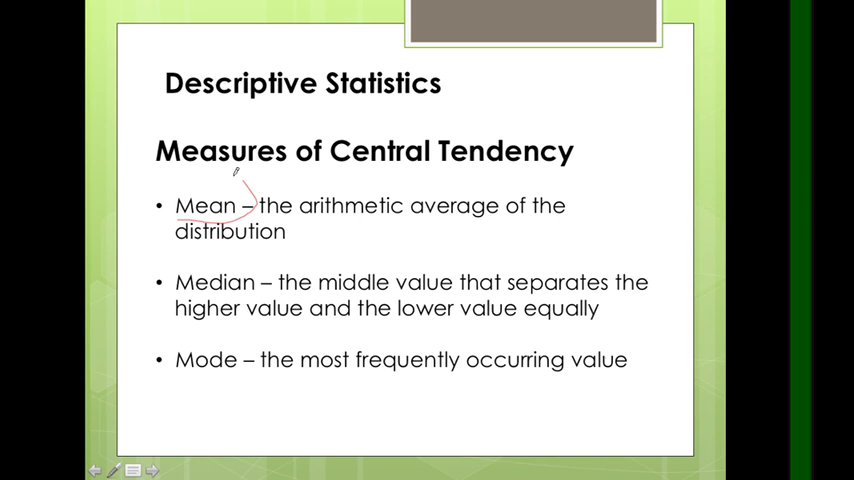 Descriptive Statistics
Measures of Central Tendency
• Mean – the arithmetic average of the
distribution
• Median – the middle value that separates the
higher value and the lower value equally
• Mode – the most frequently occurring value